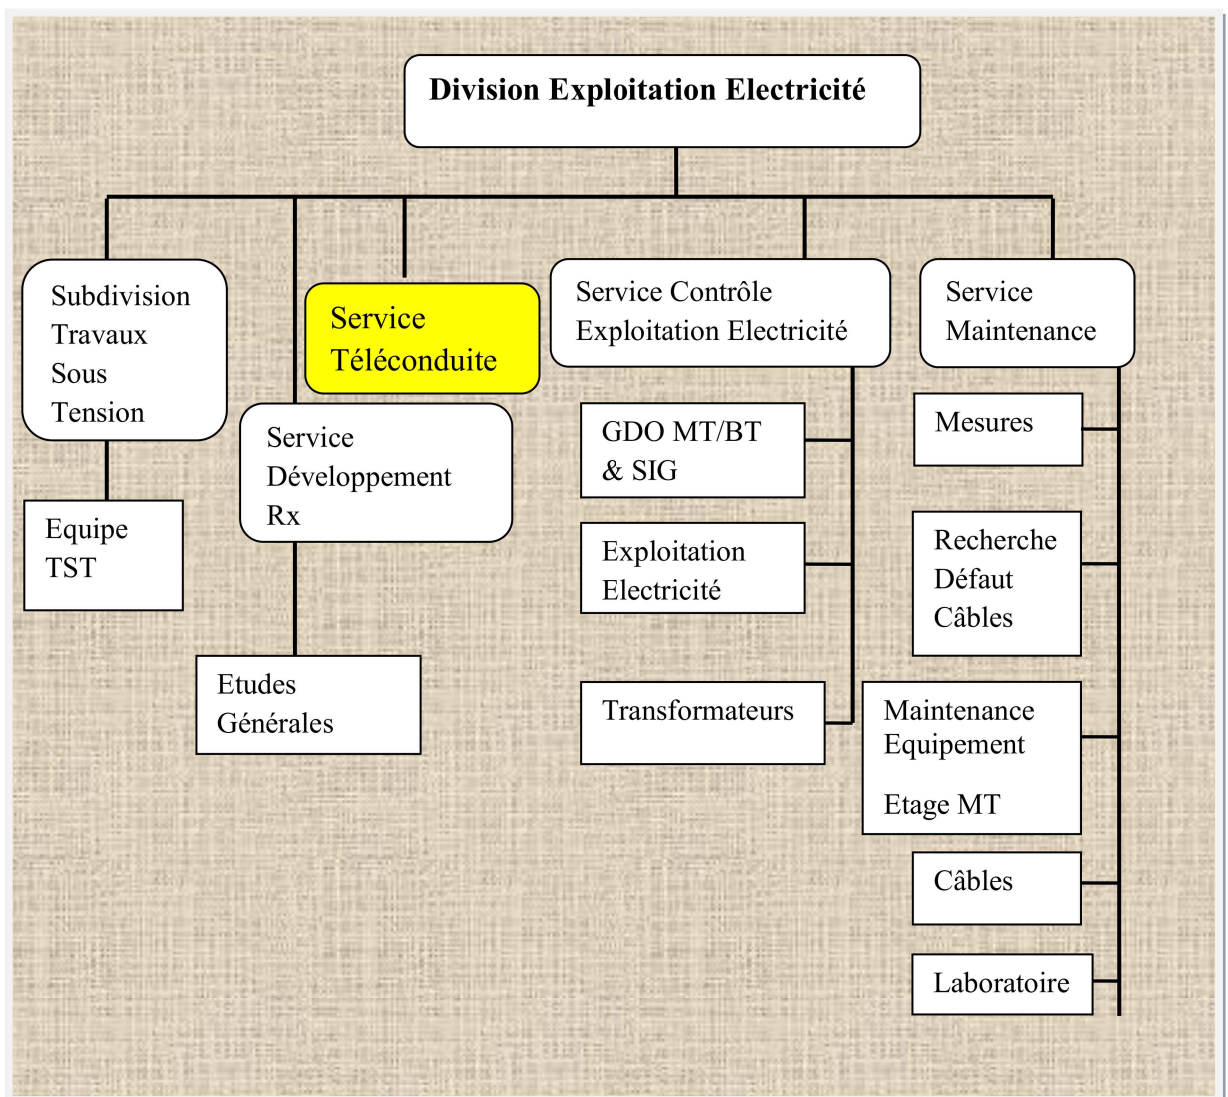 Division Exploitation Electricité
Subdivision
Travaux
Sous
Tension
Equipe
TST
Service
Téléconduite
Service
Développement
Rx
Etudes
Générales
Service Contrôle
Exploitation Electricité
GDO MT/BT
& SIG
Exploitation
Electricité
Transformateurs
Service
Maintenance
Mesures
Recherche
Défaut
Câbles
Maintenance
Equipement
Etage MT
Câbles
Laboratoire